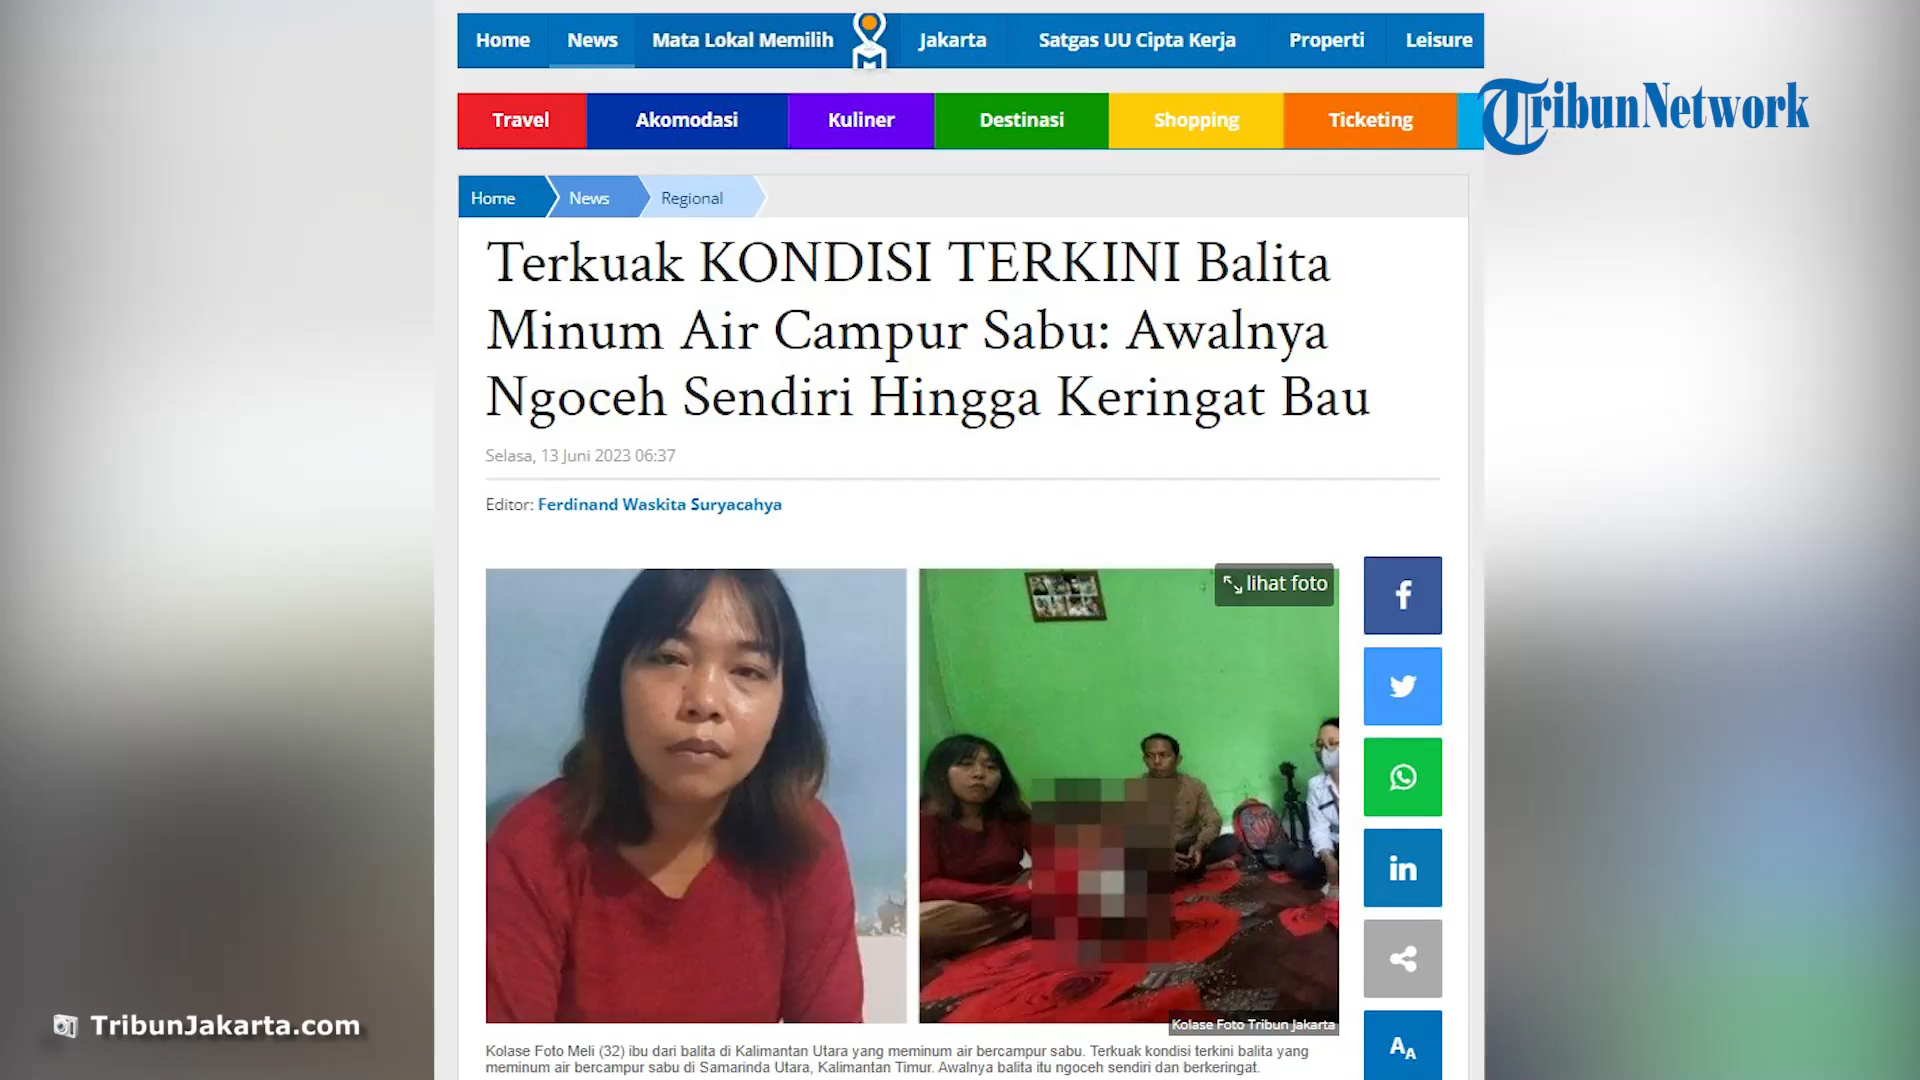 Home News Mata Lokal Memilih Jakarta Satgas UU Cipta Kerja Properti Leisure
TribunNetwork
Travel Akomodasi Kuliner Destinasi Shopping Ticketing
Home News Regional
Terkuak KONDISI TERKINI Balita
Minum Air Campur Sabu: Awalnya
Ngoceh Sendiri Hingga Keringat Bau
Selasa, 13 Juni 2023 06:37
Editor: Ferdinand Waskita Suryacahya
lihat foto
Kolase Foto Tribun Jakarta
TribunJakarta.com
AA
Kolase Foto Meli (32) ibu dari balita di Kalimantan Utara yang meminum air bercampur sabu. Terkuak kondisi terkini balita yang
meminum air bercampur sabu di Samarinda Utara, Kalimantan Timur. Awalnya balita itu ngoceh sendiri dan berkeringat.